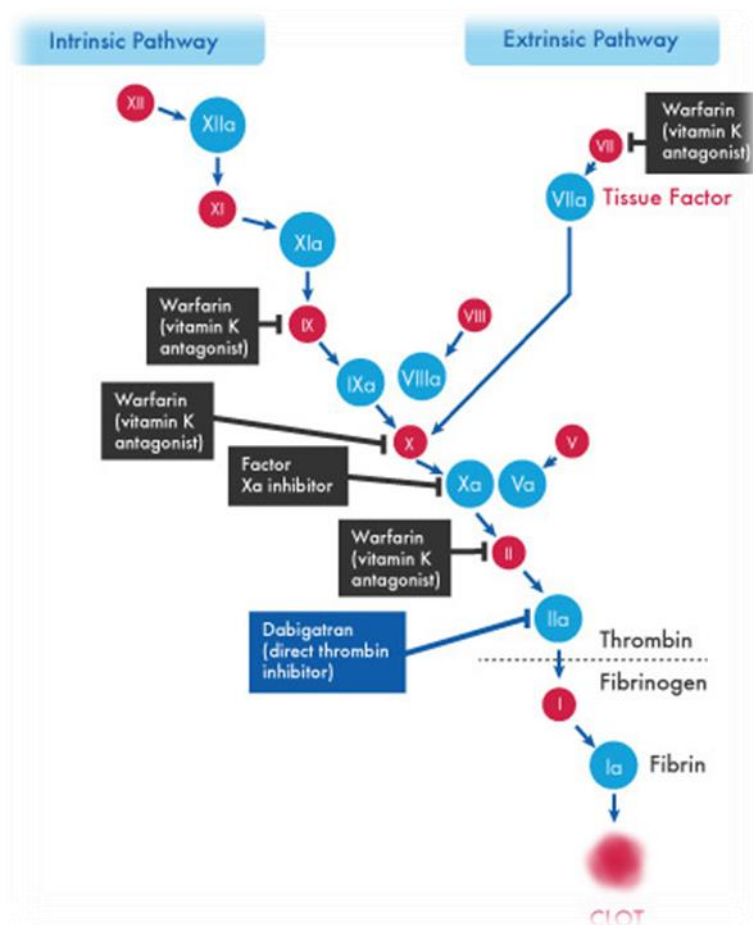 Intrinsic Pathway
Extrinsic Pathway
XII
XIIa
XI
XIa
Warfarin
(vitamin K
antagonist)
VII
VIIa
Tissue Factor
Warfarin
(vitamin K
antagonist)
IX
IXa
VIII
VIIIa
Warfarin
(vitamin K
antagonist)
X
Factor
Xa inhibitor
Xa
Va
V
Warfarin
(vitamin K
antagonist)
II
Dabigatran
(direct thrombin
inhibitor)
IIa
Thrombin
Fibrinogen
I
Ia
Fibrin
CLOT